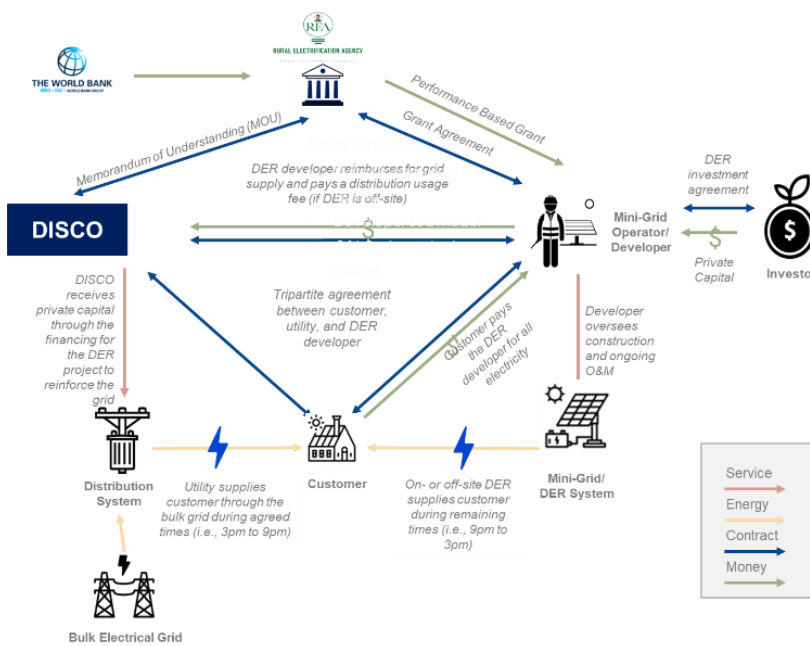 REA
RURAL ELECTRIFICATION AGENCY
THE WORLD BANK
IBRD • IDA | WORLD BANK GROUP
Memorandum of Understanding (MOU)
Performance Based Grant
Grant Agreement
DER developer reimburses for grid
supply and pays a distribution usage
fee (if DER is off-site)
DER
investment
agreement
DISCO
$
Mini-Grid
Operator/
Developer
$
$
Private
Capital
Investo
DISCO
receives
private capital
through the
financing for
the DER
project to
reinforce the
grid
Tripartite agreement
between customer,
utility, and DER
developer
$
Customer pays
the DER
developer for all
electricity
Developer
oversees
construction
and ongoing
O&M
Distribution
System
Utility supplies
customer through the
bulk grid during agreed
times (i.e., 3pm to 9pm)
Customer
On- or off-site DER
supplies customer
during remaining
times (i.e., 9pm to
3pm)
Mini-Grid/
DER System
Bulk Electrical Grid
Service
Energy
Contract
Money